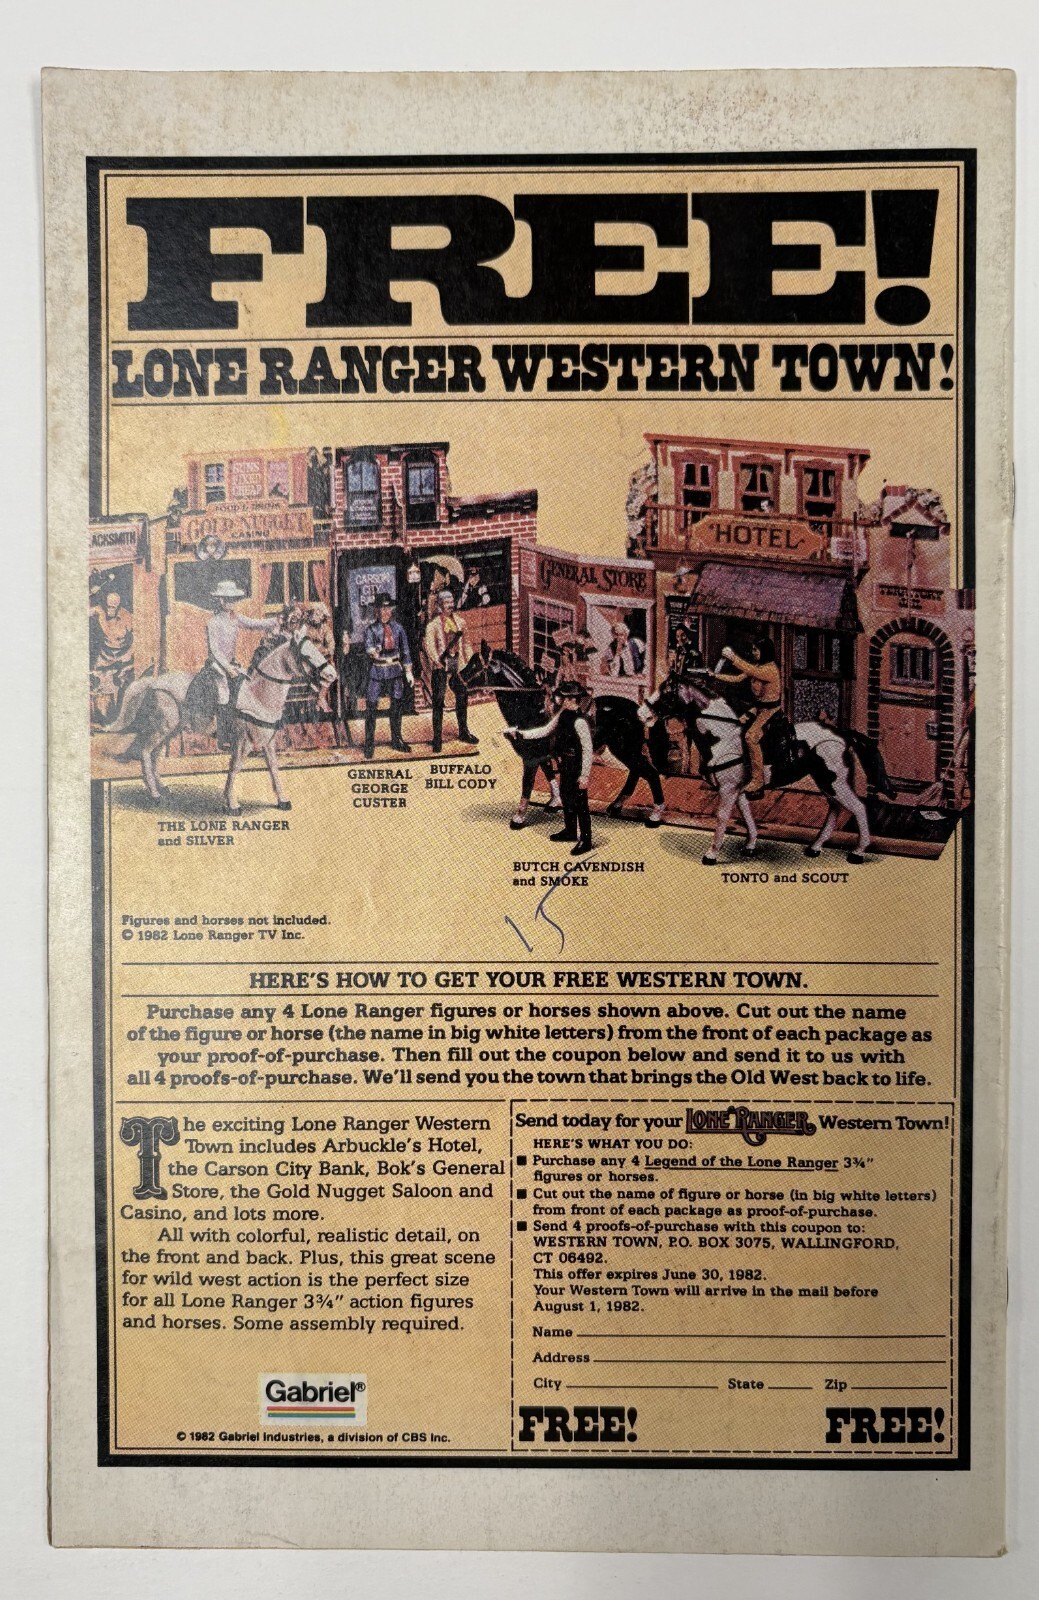 FREE!
LONE RANGER WESTERN TOWN!
GOLD NUGGET
CASINO
ACKSMITH
CARSON
CITY
GENERAL STORE
HOTEL
TERRITORY
JAIL
GENERAL
GEORGE
CUSTER
BUFFALO
BILL CODY
THE LONE RANGER
and SILVER
BUTCH CAVENDISH
and SMOKE
TONTO and SCOUT
15
Figures and horses not included.
© 1982 Lone Ranger TV Inc.
HERE'S HOW TO GET YOUR FREE WESTERN TOWN.
Purchase any 4 Lone Ranger figures or horses shown above. Cut out the name
of the figure or horse (the name in big white letters) from the front of each package as
your proof-of-purchase. Then fill out the coupon below and send it to us with
all 4 proofs-of-purchase. We'll send you the town that brings the Old West back to life.
The exciting Lone Ranger Western
Town includes Arbuckle's Hotel,
the Carson City Bank, Bok's General
Store, the Gold Nugget Saloon and
Casino, and lots more.
All with colorful, realistic detail, on
the front and back. Plus, this great scene
for wild west action is the perfect size
for all Lone Ranger 3¾" action figures
and horses. Some assembly required.
Gabriel®
© 1982 Gabriel Industries, a division of CBS Inc.
Send today for your LONE RANGER Western Town!
HERE'S WHAT YOU DO:
■ Purchase any 4 Legend of the Lone Ranger 3¾"
figures or horses.
■ Cut out the name of figure or horse (in big white letters)
from front of each package as proof-of-purchase.
■ Send 4 proofs-of-purchase with this coupon to:
WESTERN TOWN, P.O. BOX 3075, WALLINGFORD,
CT 06492.
This offer expires June 30, 1982.
Your Western Town will arrive in the mail before
August 1, 1982.
Name
Address
City State Zip
FREE! FREE!